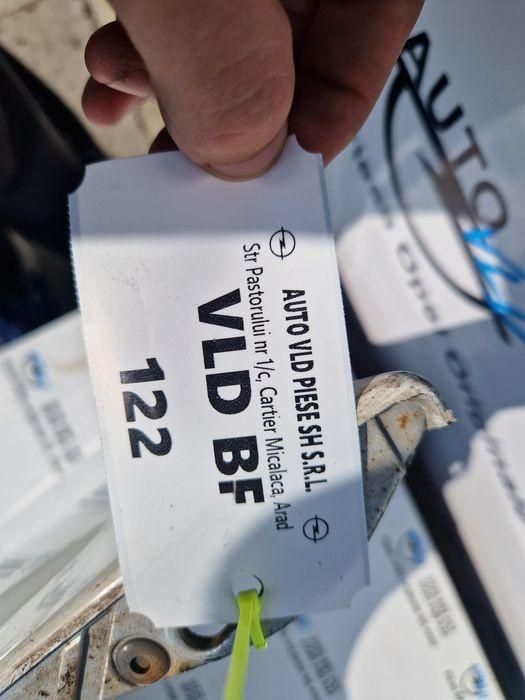 AUTO VLD PIESE SH S.R.L.
Str Pastorului nr 1/c, Cartier Micalaca, Arad
VLD BF
122
AUTO